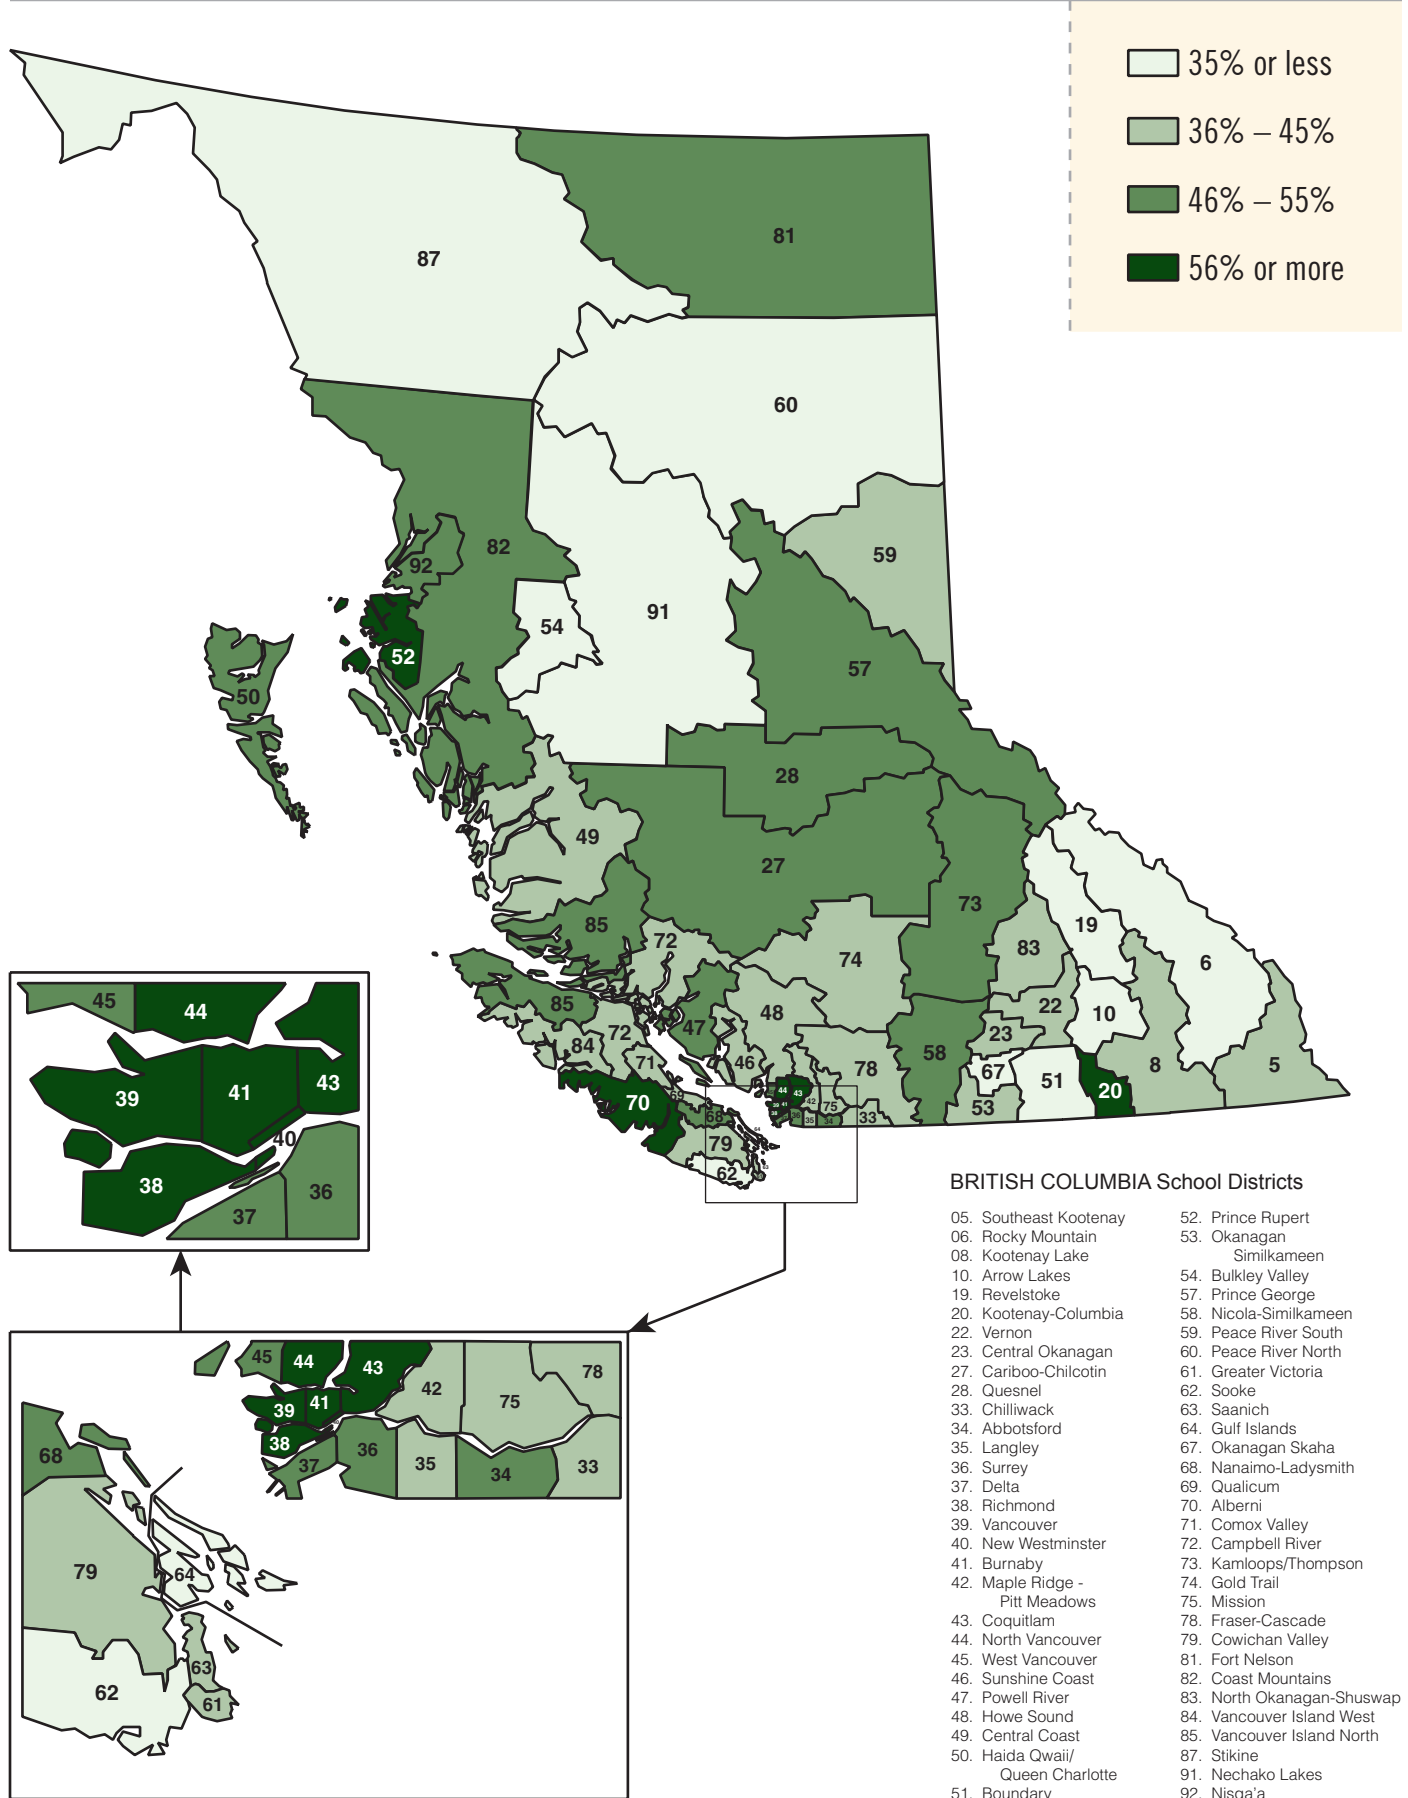 35% or less
36% – 45%
46% – 55%
56% or more
87
81
60
82
92
59
54
91
52
57
50
28
49
27
73
85
72
74
83
19
6
22
10
23
48
85
47
84
72
71
46
78
58
67
51
20
8
5
53
70
69
68
79
62
44
43
42
75
33
35
34
36
45
44
39
41
43
40
38
37
36
45
44
43
42
75
78
39
41
38
37
36
35
34
33
68
79
64
62
63
61
BRITISH COLUMBIA School Districts
05. Southeast Kootenay
06. Rocky Mountain
08. Kootenay Lake
10. Arrow Lakes
19. Revelstoke
20. Kootenay-Columbia
22. Vernon
23. Central Okanagan
27. Cariboo-Chilcotin
28. Quesnel
33. Chilliwack
34. Abbotsford
35. Langley
36. Surrey
37. Delta
38. Richmond
39. Vancouver
40. New Westminster
41. Burnaby
42. Maple Ridge -
Pitt Meadows
43. Coquitlam
44. North Vancouver
45. West Vancouver
46. Sunshine Coast
47. Powell River
48. Howe Sound
49. Central Coast
50. Haida Qwaii/
Queen Charlotte
51. Boundary
52. Prince Rupert
53. Okanagan
Similkameen
54. Bulkley Valley
57. Prince George
58. Nicola-Similkameen
59. Peace River South
60. Peace River North
61. Greater Victoria
62. Sooke
63. Saanich
64. Gulf Islands
67. Okanagan Skaha
68. Nanaimo-Ladysmith
69. Qualicum
70. Alberni
71. Comox Valley
72. Campbell River
73. Kamloops/Thompson
74. Gold Trail
75. Mission
78. Fraser-Cascade
79. Cowichan Valley
81. Fort Nelson
82. Coast Mountains
83. North Okanagan-Shuswap
84. Vancouver Island West
85. Vancouver Island North
87. Stikine
91. Nechako Lakes
92. Nisga'a